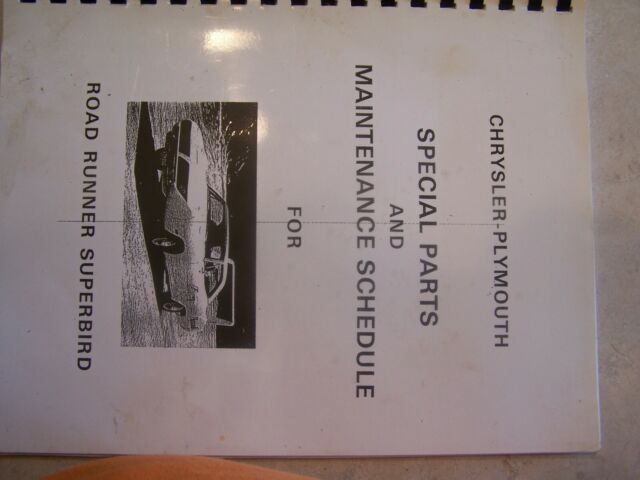 CHRYSLER-PLYMOUTH
SPECIAL PARTS
AND
MAINTENANCE SCHEDULE
FOR
ROAD RUNNER SUPERBIRD